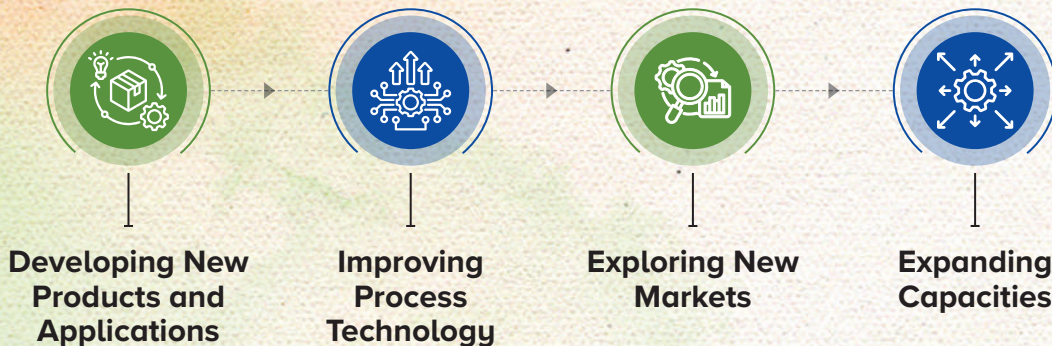 Developing New
Products and
Applications
Improving
Process
Technology
Exploring New
Markets
Expanding
Capacities